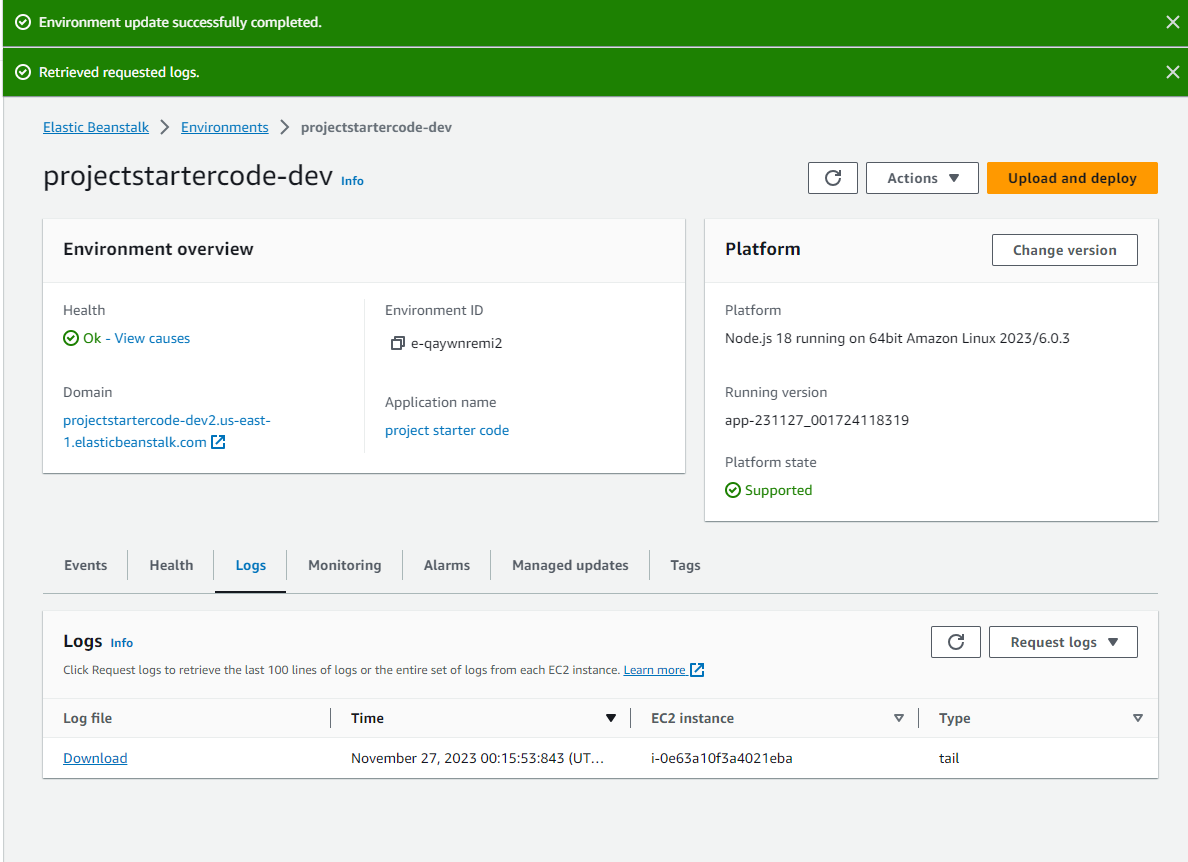 Environment update successfully completed.
Retrieved requested logs.
Elastic Beanstalk > Environments > projectstartercode-dev
projectstartercode-dev Info
Actions
Upload and deploy
Environment overview
Health
Ok - View causes
Domain
projectstartercode-dev2.us-east-
1.elasticbeanstalk.com
Environment ID
e-qaywnremi2
Application name
project starter code
Platform
Change version
Platform
Node.js 18 running on 64bit Amazon Linux 2023/6.0.3
Running version
app-231127_001724118319
Platform state
Supported
Events Health Logs Monitoring Alarms Managed updates Tags
Logs Info
Request logs
Click Request logs to retrieve the last 100 lines of logs or the entire set of logs from each EC2 instance. Learn more
Log file Time EC2 instance Type
Download November 27, 2023 00:15:53:843 (UT… i-0e63a10f3a4021eba tail